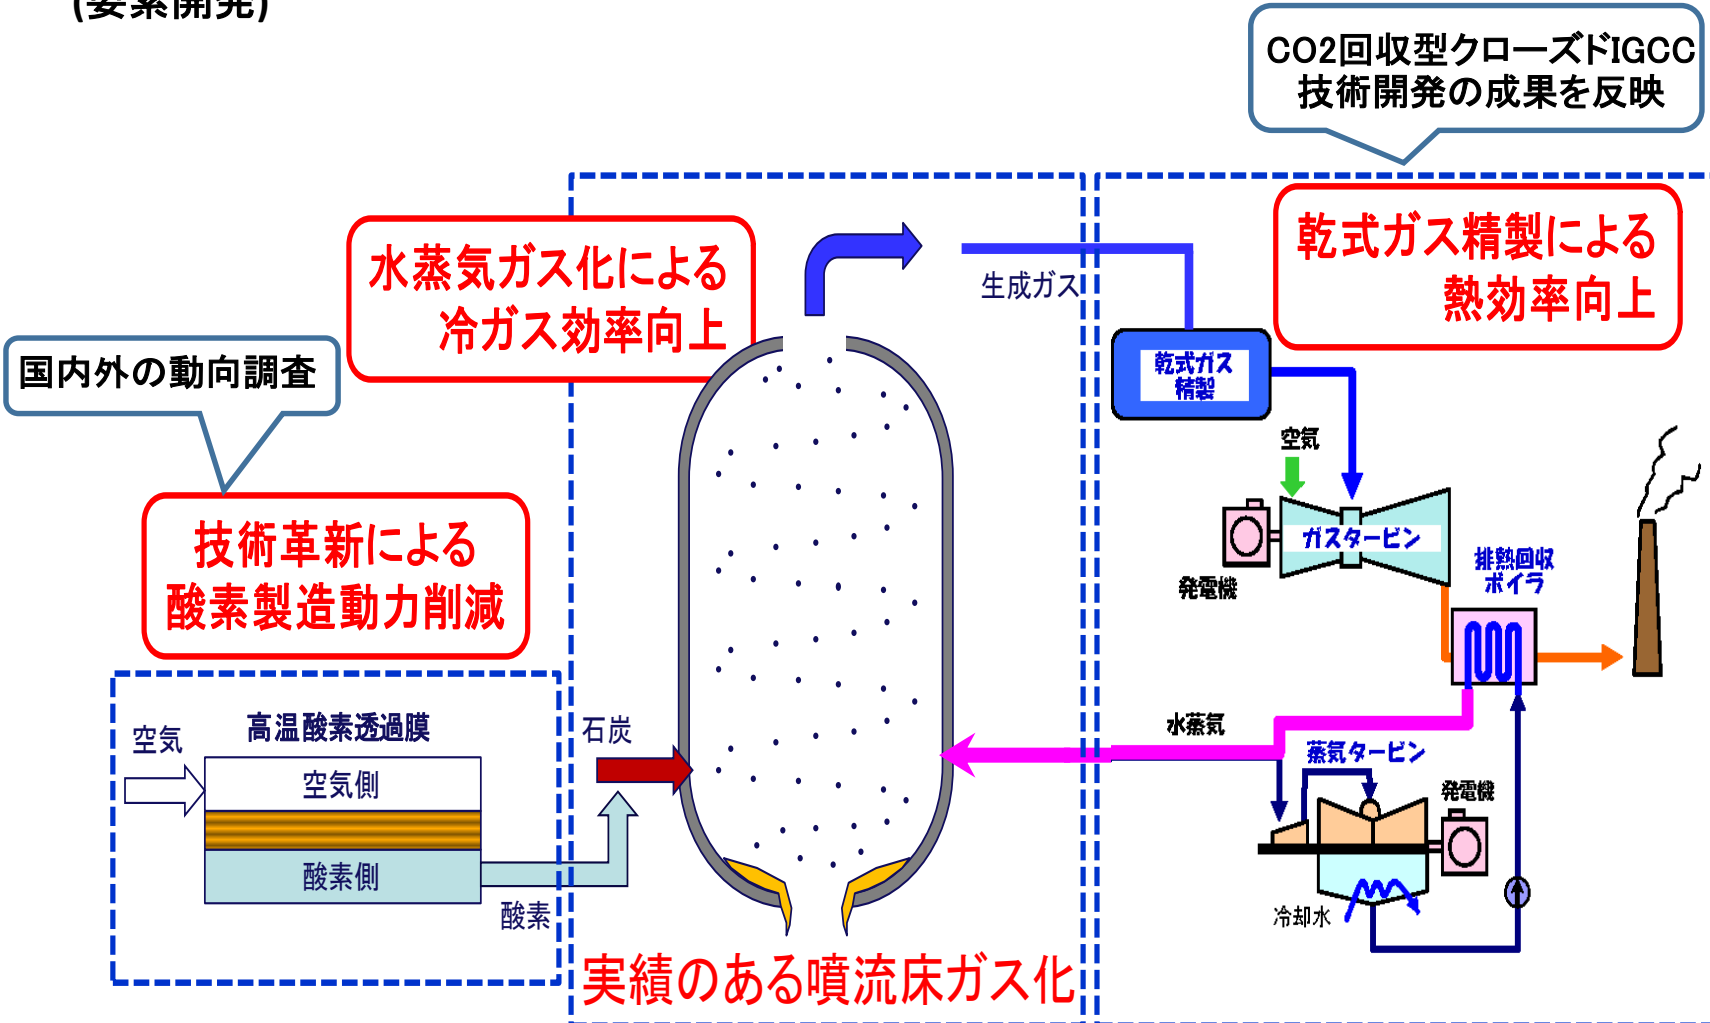 (要素開発)
CO2回収型クローズドIGCC
技術開発の成果を反映
水蒸気ガス化による
冷ガス効率向上
乾式ガス精製による
熱効率向上
生成ガス
国内外の動向調査
乾式ガス
精製
空気
技術革新による
酸素製造動力削減
ガスタービン
発電機
排熱回収
ボイラ
高温酸素透過膜
空気
石炭
水蒸気
蒸気タービン
空気側
発電機
酸素側
酸素
冷却水
実績のある噴流床ガス化